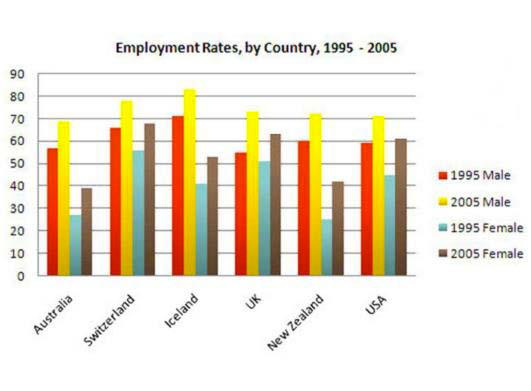 Employment Rates, by Country, 1995 - 2005
90
80
70
60
50
40
30
20
10
0
Australia
Switzerland
Iceland
UK
New Zealand
USA
1995 Male
2005 Male
1995 Female
2005 Female